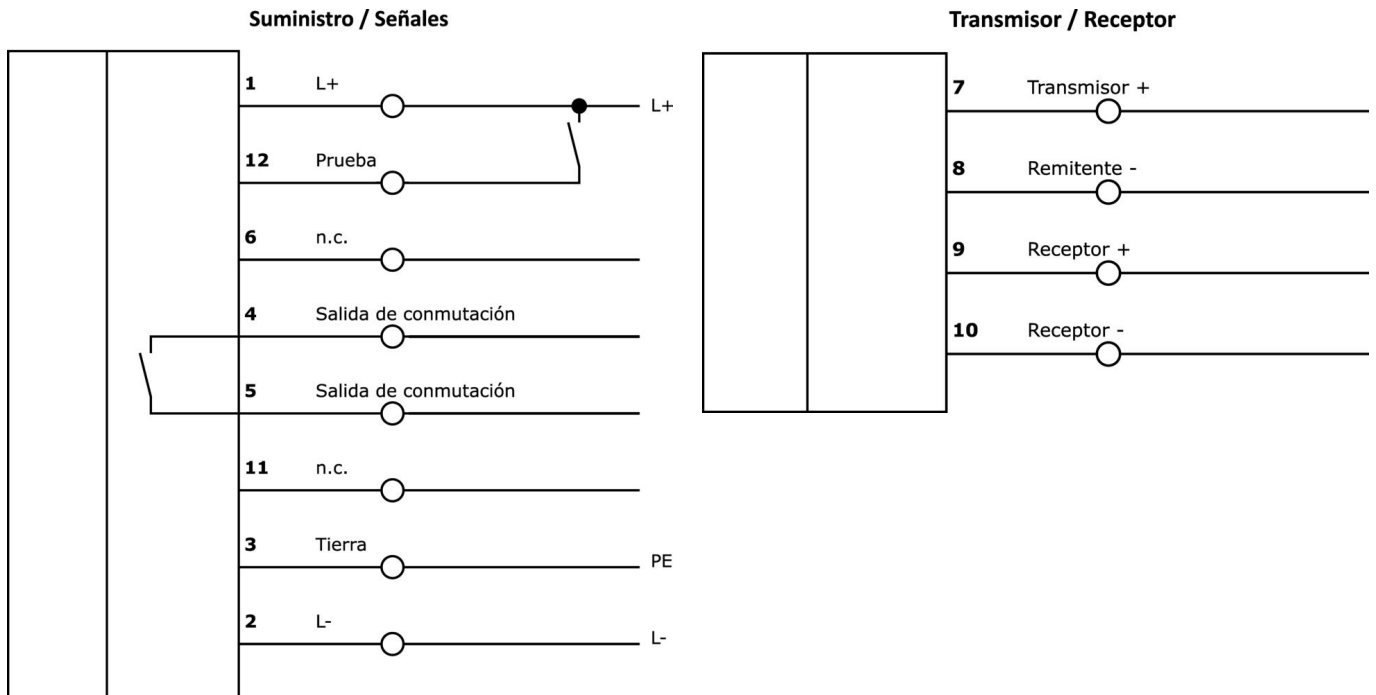 Suministro / Señales
1 L+ L+
12 Prueba
6 n.c.
4 Salida de conmutación
5 Salida de conmutación
11 n.c.
3 Tierra PE
2 L- L-
Transmisor / Receptor
7 Transmisor +
8 Remitente -
9 Receptor +
10 Receptor -